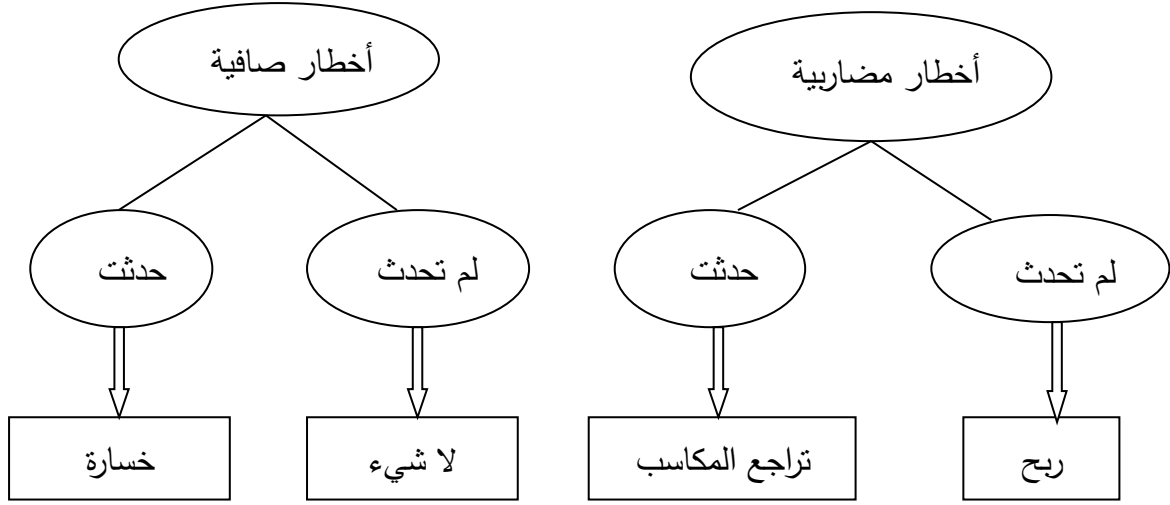 أخطار مضاربية
أخطار صافية
لم تحدث
حدثت
لم تحدث
حدثت
ربح
تراجع المكاسب
لا شيء
خسارة